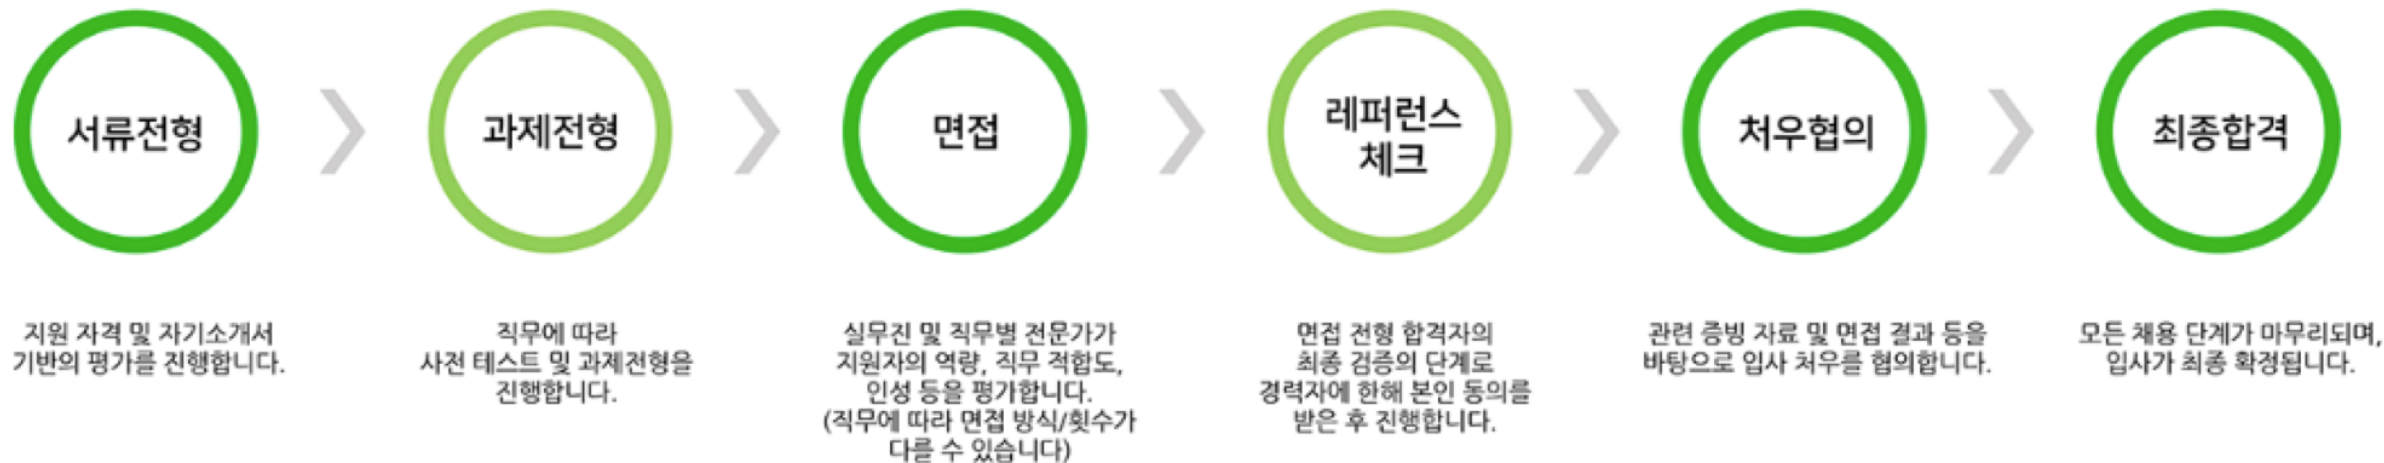 서류전형
과제전형
면접
레퍼런스
체크
처우협의
최종합격
지원 자격 및 자기소개서
기반의 평가를 진행합니다.
직무에 따라
사전 테스트 및 과제전형을
진행합니다.
실무진 및 직무별 전문가가
지원자의 역량, 직무 적합도,
인성 등을 평가합니다.
(직무에 따라 면접 방식/횟수가
다를 수 있습니다)
면접 전형 합격자의
최종 검증의 단계로
경력자에 한해 본인 동의를
받은 후 진행합니다.
관련 증빙 자료 및 면접 결과 등을
바탕으로 입사 처우를 협의합니다.
모든 채용 단계가 마무리되며,
입사가 최종 확정됩니다.